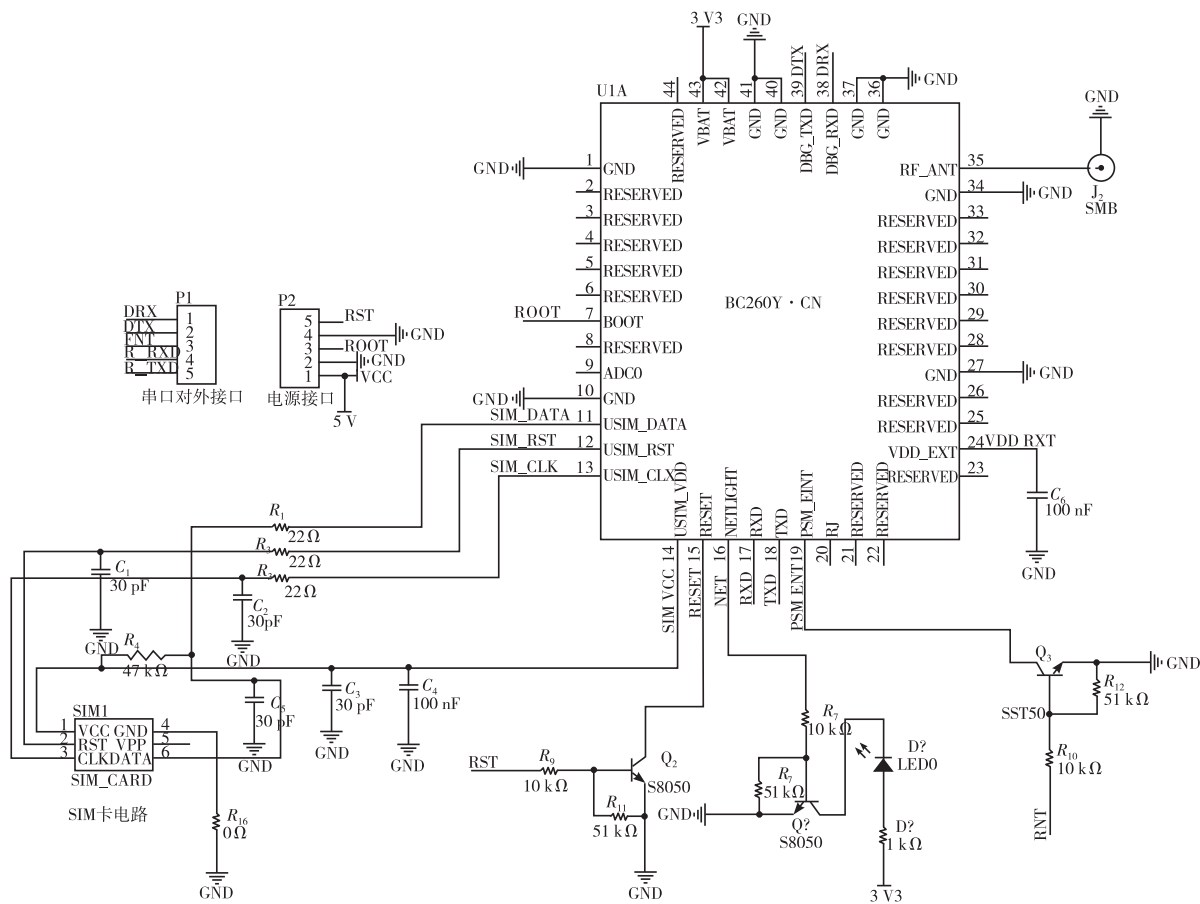 3 V3
GND
U1A
44
43
42
41
40
39 DTX
38 DRX
37
36
GND
RESERVED
VBAT
VBAT
GND
GND
DBG_TXD
DBG_RXD
GND
GND
GND
1
GND
2
RESERVED
3
RESERVED
4
RESERVED
5
RESERVED
6
RESERVED
ROOT
7
BOOT
8
RESERVED
9
ADC0
GND
10
GND
SIM_DATA
11
USIM_DATA
SIM_RST
12
USIM_RST
SIM_CLK
13
USIM_CLX
BC260Y·CN
RF_ANT
35
GND
J2
SMB
GND
34
GND
RESERVED
33
RESERVED
32
RESERVED
31
RESERVED
30
RESERVED
29
RESERVED
28
GND
27
GND
RESERVED
26
RESERVED
25
VDD_EXT
24
VDD RXT
RESERVED
23
C6
100 nF
GND
USTM_VDD
RESET
NETLIGHT
RXD
TXD
PSM_EINT
RJ
RESERVED
RESERVED
SIM VCC 14
RESET 15
NET 16
RXD 17
TXD 18
PSM ENT 19
20
21
22
P1
DRX
1
DTX
2
ENT
3
R_RXD
4
R_TXD
5
串口对外接口
P2
5
RST
4
GND
3
ROOT
2
GND
1
VCC
电源接口
5 V
R1
22Ω
22Ω
22Ω
C1
30 pF
GND
C2
30pF
GND
R4
47 kΩ
C5
30 pF
GND
C3
30 pF
GND
C4
100 nF
GND
SIM1
1
VCC GND
4
2
RST VPP
5
3
CLKDATA
6
SIM_CARD
SIM卡电路
R16
0Ω
GND
RST
R9
10 kΩ
Q2
S8050
R11
51 kΩ
GND
R7
10 kΩ
R7
51 kΩ
GND
Q?
S8050
D?
LED0
D?
1 kΩ
3 V3
Q3
SST50
R12
51 kΩ
GND
R10
10 kΩ
RNT